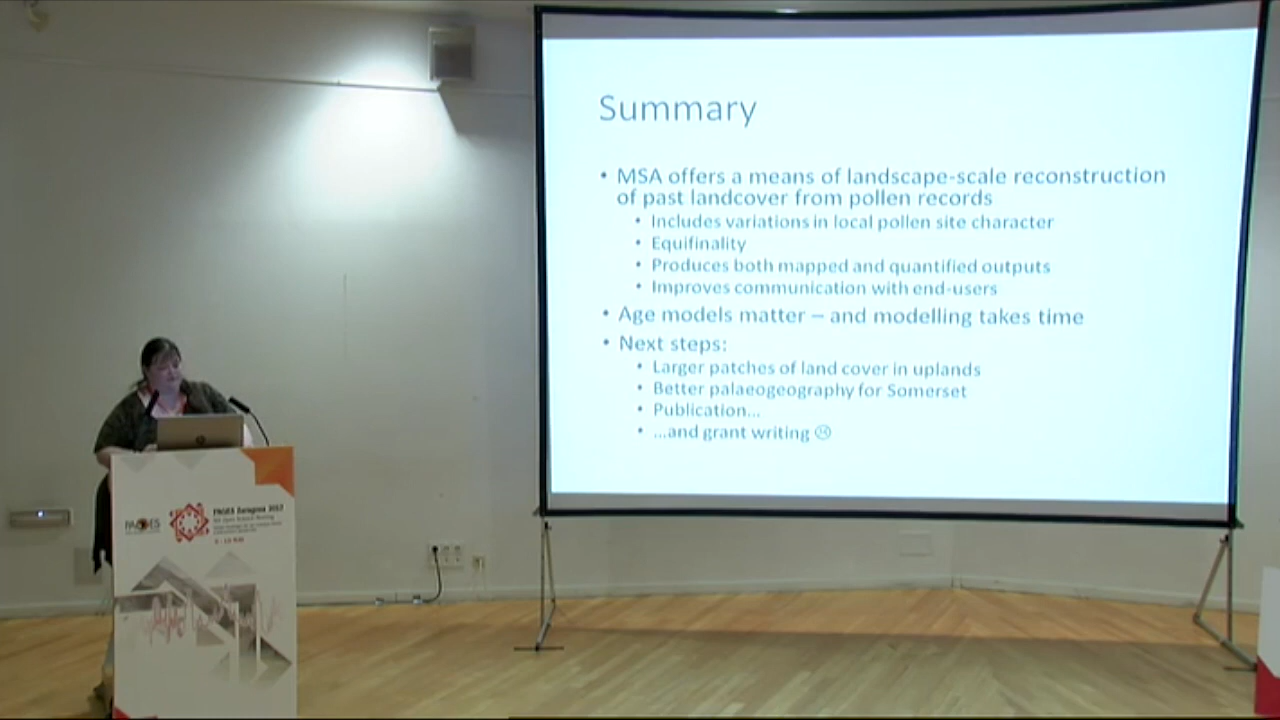 Summary
• MSA offers a means of landscape-scale reconstruction
of past landcover from pollen records
• Includes variations in local pollen site character
• Equifinality
• Produces both mapped and quantified outputs
• Improves communication with end-users
• Age models matter – and modelling takes time
• Next steps:
• Larger patches of land cover in uplands
• Better palaeogeography for Somerset
• Publication...
• ...and grant writing ☹
PAGES
PAGES Zaragoza 2017